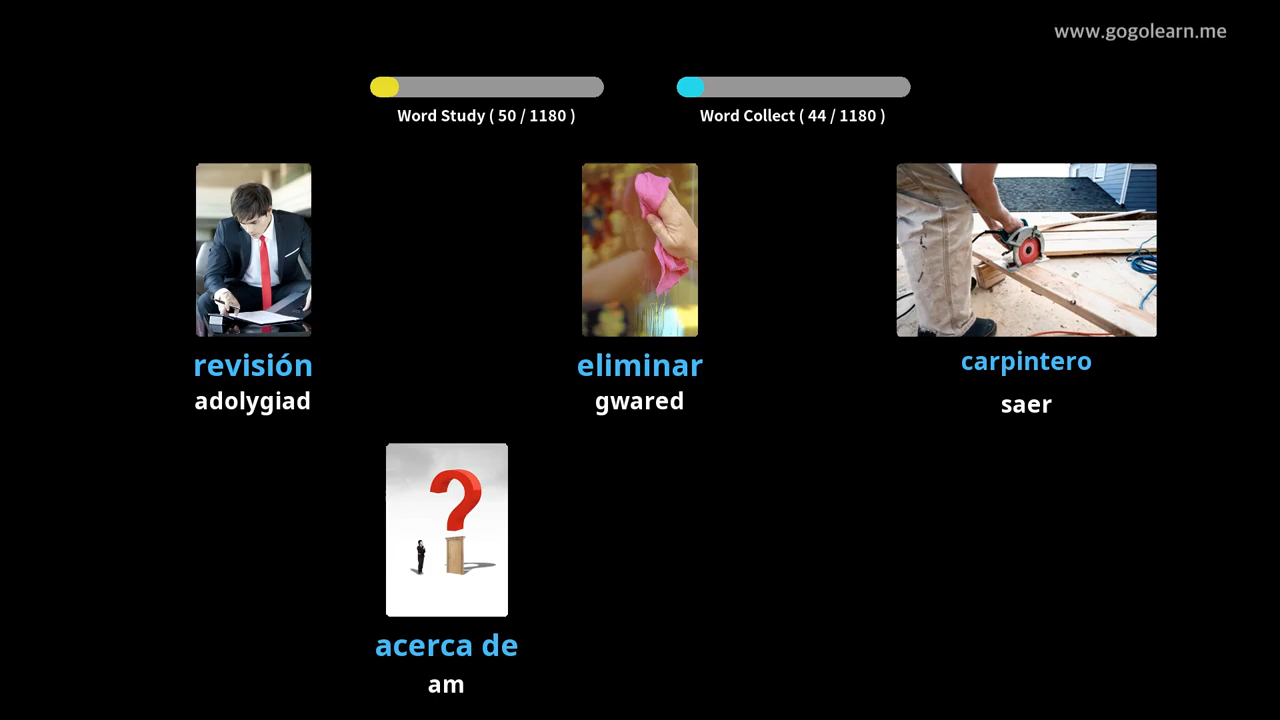 www.gogolearn.me
Word Study ( 50 / 1180 )
Word Collect ( 44 / 1180 )
revisión
adolygiad
eliminar
gwared
carpintero
saer
acerca de
am